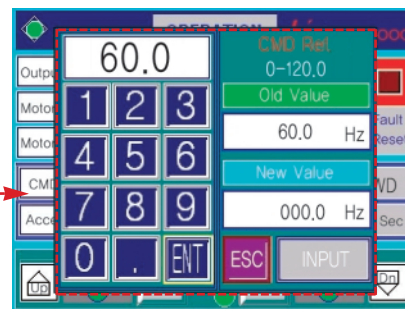 OPERATION
60.0
CMD Ref.
0-120.0
Old Value
60.0 Hz
New Value
000.0 Hz
1 2 3
4 5 6
7 8 9
0 . ENT
ESC INPUT
Outpu
Motor
Motor
CMD
Acce
Fault
Reset
WD
Sec
Up
Dn